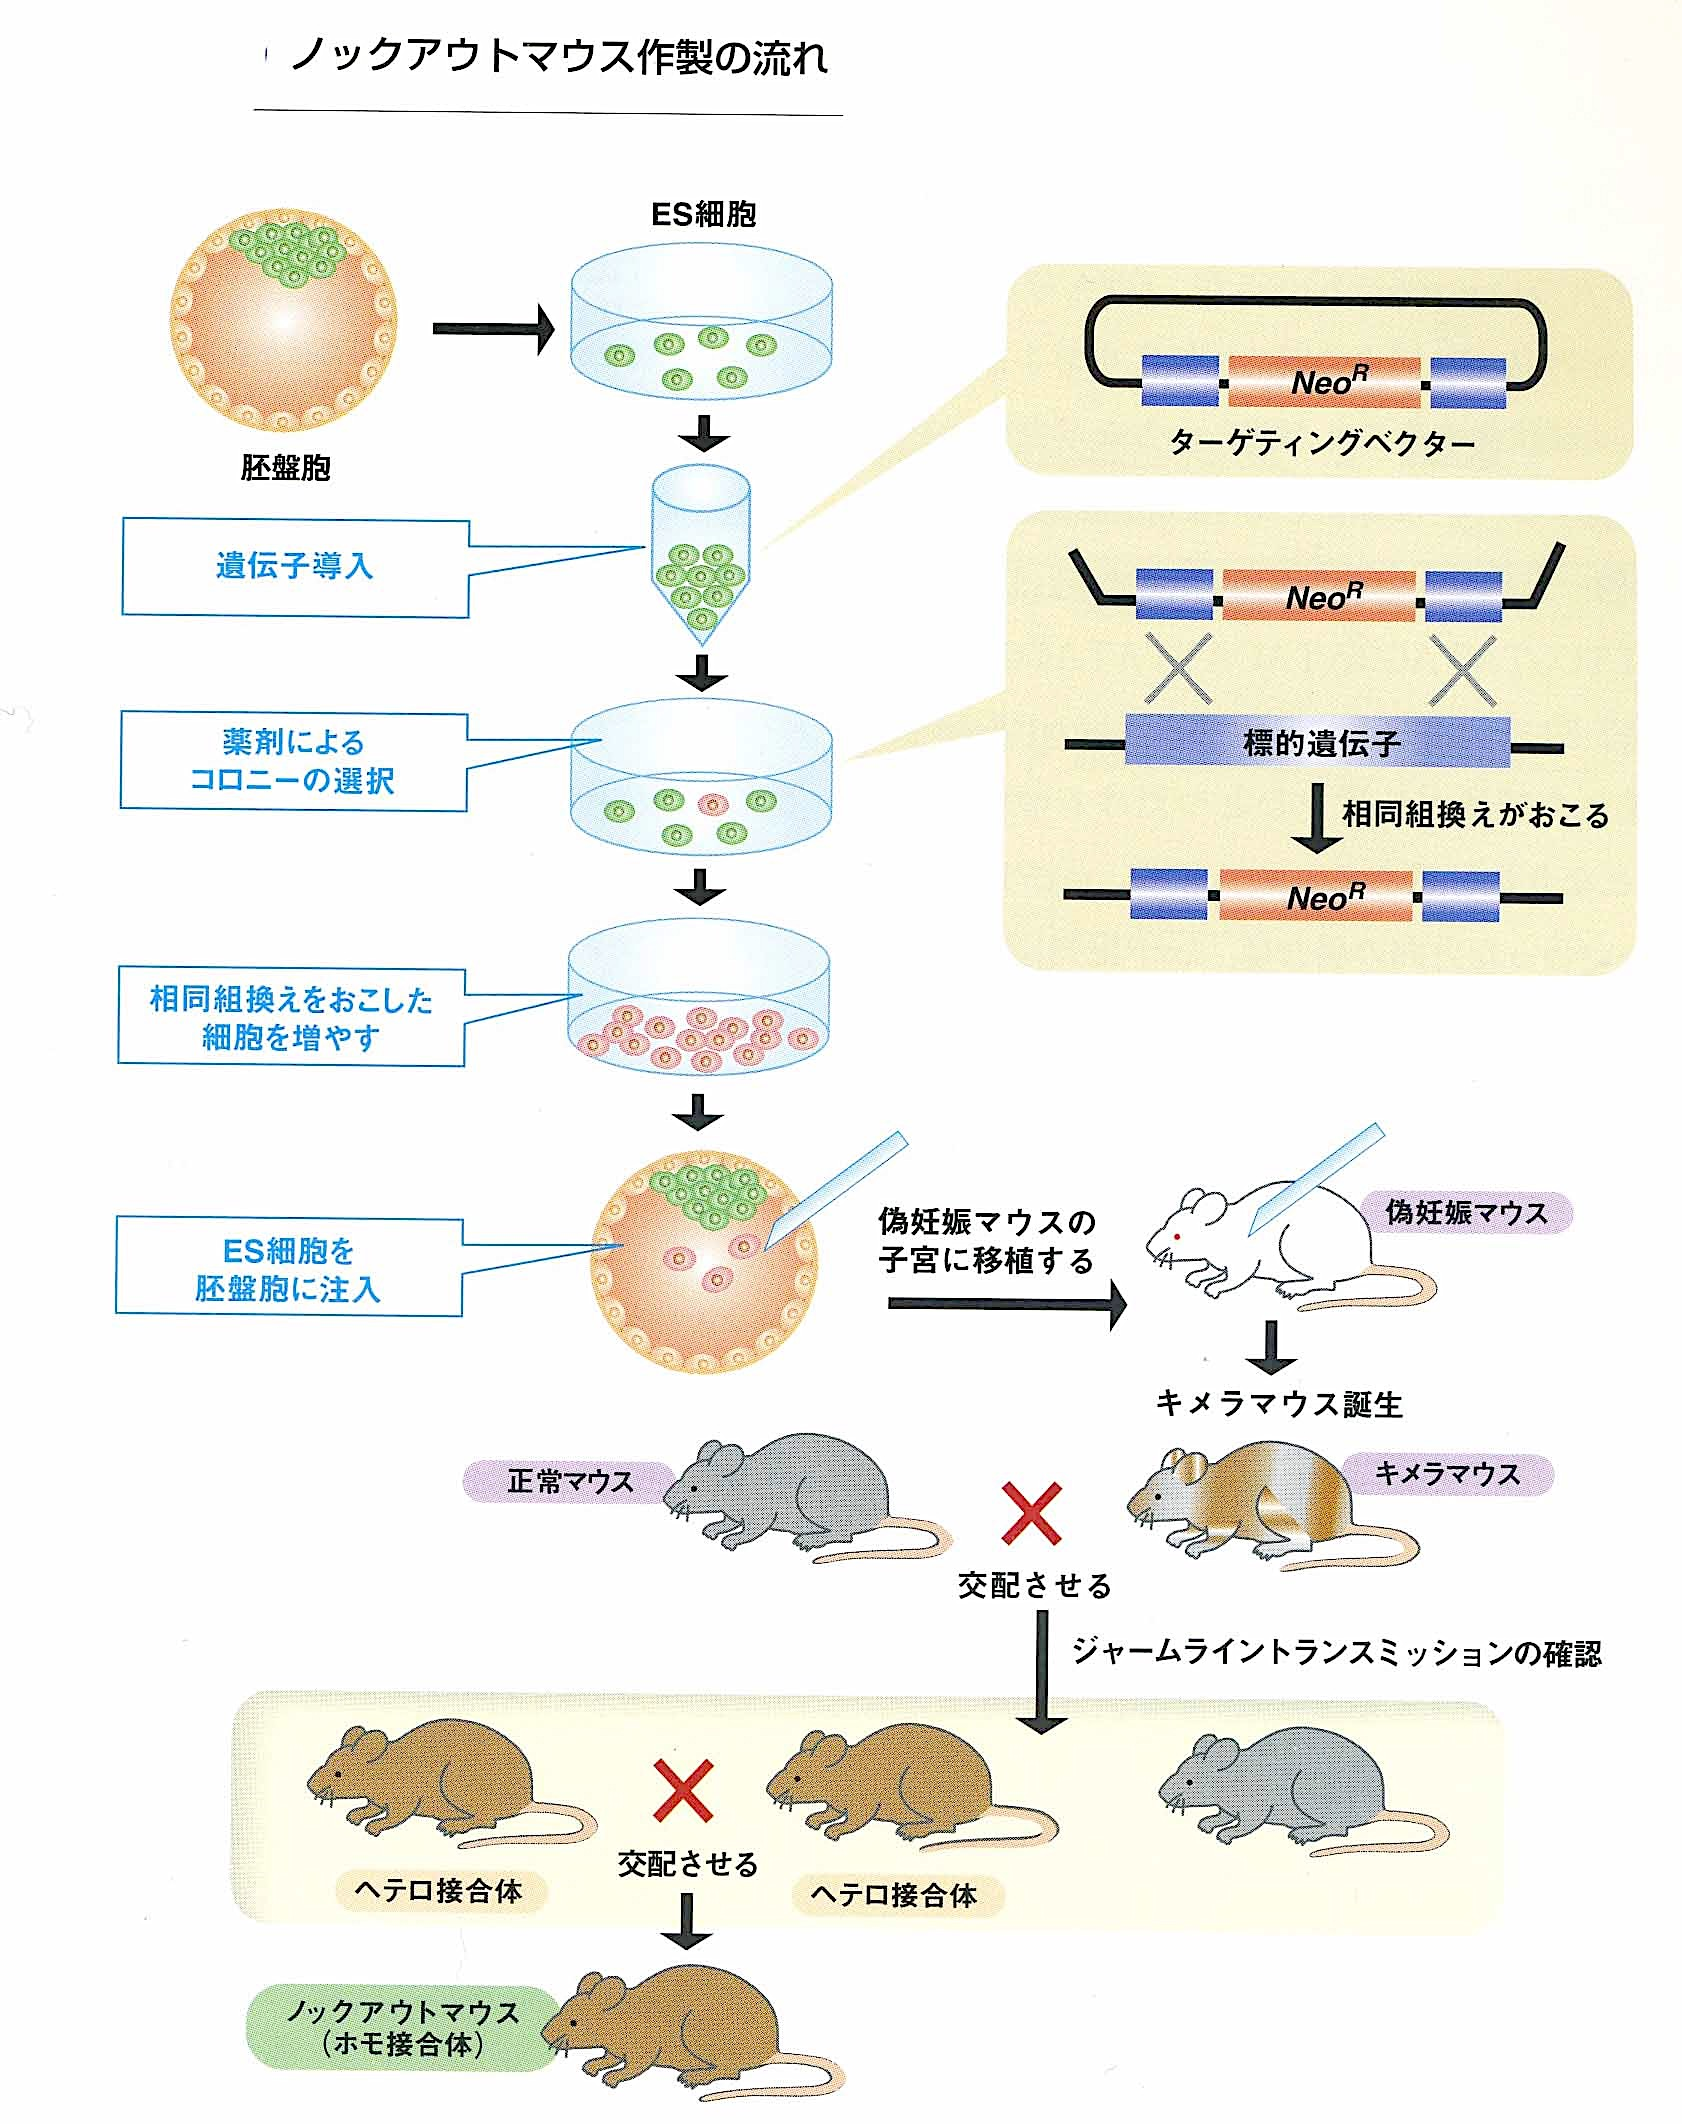 ノックアウトマウス作製の流れ
ES細胞
胚盤胞
Neo^R
ターゲティングベクター
遺伝子導入
Neo^R
標的遺伝子
相同組換えがおこる
Neo^R
薬剤による
コロニーの選択
相同組換えをおこした
細胞を増やす
ES細胞を
胚盤胞に注入
偽妊娠マウスの
子宮に移植する
偽妊娠マウス
キメラマウス誕生
正常マウス
キメラマウス
交配させる
ジャームライントランスミッションの確認
交配させる
ヘテロ接合体
ヘテロ接合体
ノックアウトマウス
（ホモ接合体）